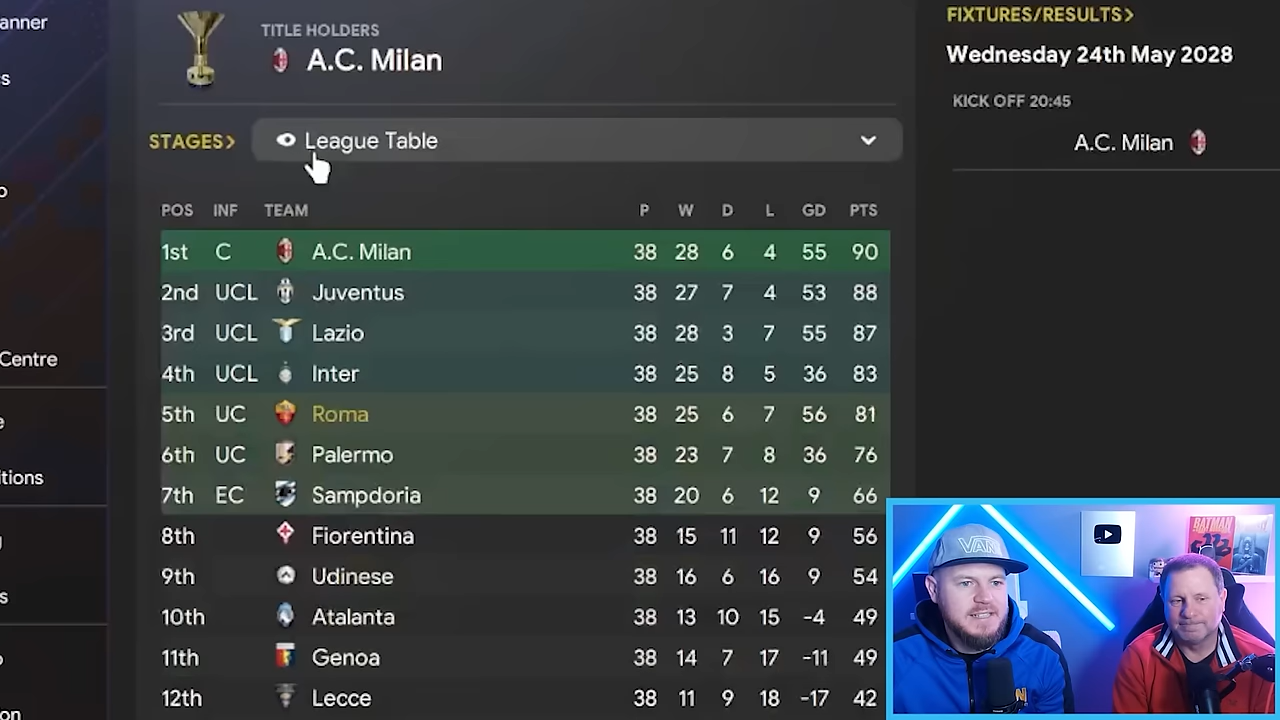 anner
cs
o
Centre
e
itions
g
s
o
on
TITLE HOLDERS
A.C. Milan
STAGES>
League Table
POS INF TEAM P W D L GD PTS
1st C A.C. Milan 38 28 6 4 55 90
2nd UCL Juventus 38 27 7 4 53 88
3rd UCL Lazio 38 28 3 7 55 87
4th UCL Inter 38 25 8 5 36 83
5th UC Roma 38 25 6 7 56 81
6th UC Palermo 38 23 7 8 36 76
7th EC Sampdoria 38 20 6 12 9 66
8th Fiorentina 38 15 11 12 9 56
9th Udinese 38 16 6 16 9 54
10th Atalanta 38 13 10 15 -4 49
11th Genoa 38 14 7 17 -11 49
12th Lecce 38 11 9 18 -17 42
FIXTURES/RESULTS>
Wednesday 24th May 2028
KICK OFF 20:45
A.C. Milan
VAN
BATMAN